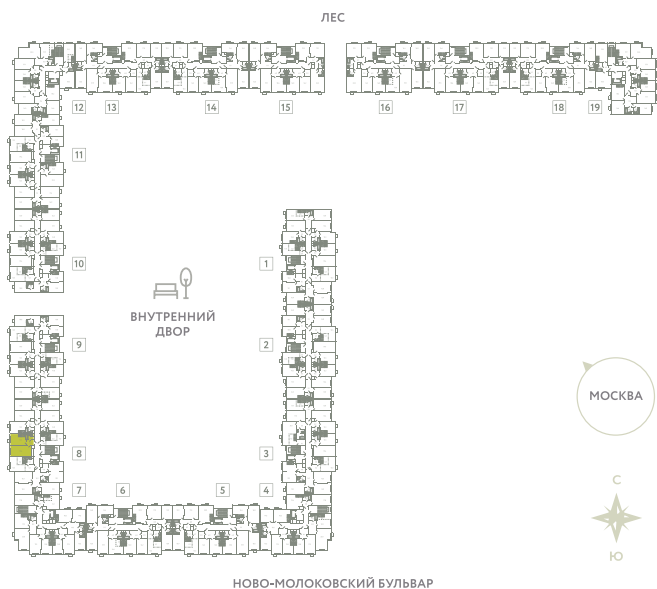 ЛЕС
12 13 14 15 16 17 18 19
11
10 1
ВНУТРЕННИЙ
ДВОР
9 2
МОСКВА
8 3
7 6 5 4
С
Ю
НОВО-МОЛОКОВСКИЙ БУЛЬВАР